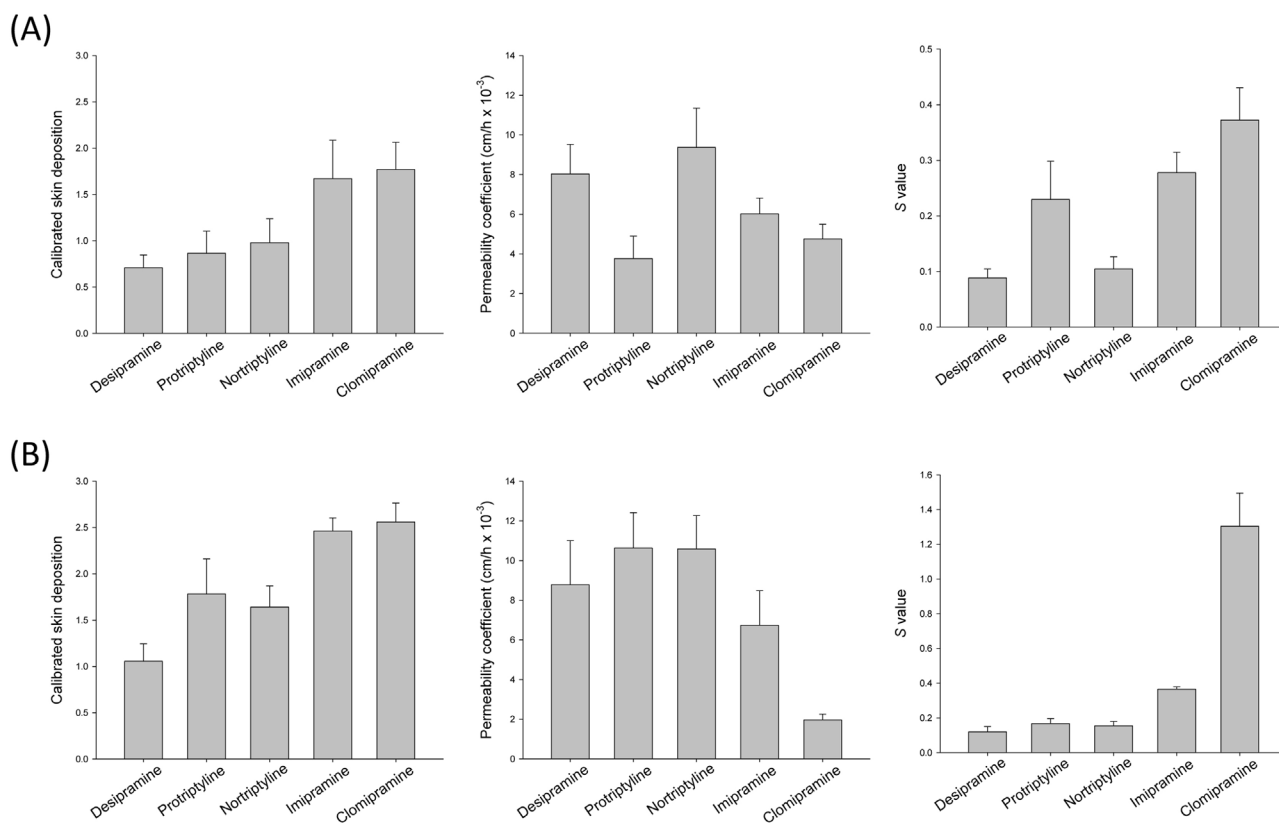 (A)
Calibrated skin deposition
3.0
2.5
2.0
1.5
1.0
0.5
0.0
Desipramine
Protriptyline
Nortriptyline
Imipramine
Clomipramine
Permeability coefficient (cm/h x 10⁻³)
14
12
10
8
6
4
2
0
Desipramine
Protriptyline
Nortriptyline
Imipramine
Clomipramine
S value
0.5
0.4
0.3
0.2
0.1
0.0
Desipramine
Protriptyline
Nortriptyline
Imipramine
Clomipramine
(B)
Calibrated skin deposition
3.0
2.5
2.0
1.5
1.0
0.5
0.0
Desipramine
Protriptyline
Nortriptyline
Imipramine
Clomipramine
Permeability coefficient (cm/h x 10⁻³)
14
12
10
8
6
4
2
0
Desipramine
Protriptyline
Nortriptyline
Imipramine
Clomipramine
S value
1.6
1.4
1.2
1.0
0.8
0.6
0.4
0.2
0.0
Desipramine
Protriptyline
Nortriptyline
Imipramine
Clomipramine